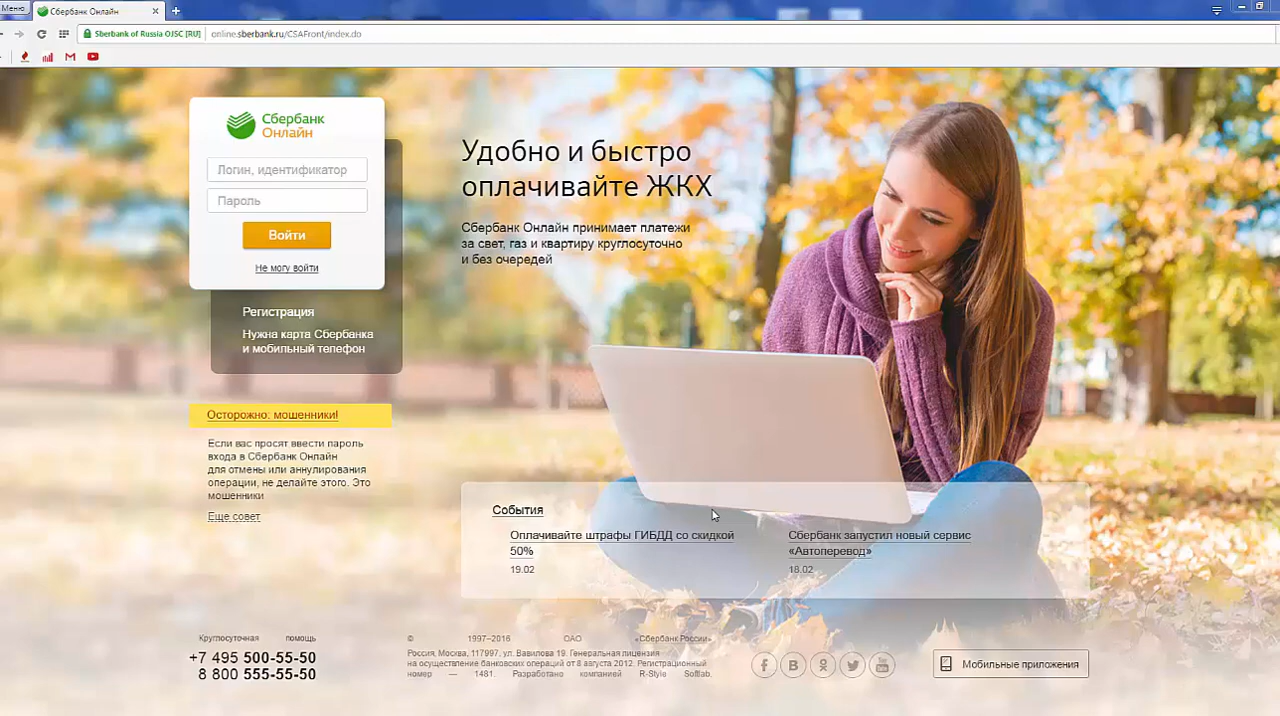 Меню
Сбербанк Онлайн
Sberbank of Russia OJSC [RU]
online.sberbank.ru/CSAFront/index.do
Сбербанк
Онлайн
Логин, идентификатор
Пароль
Войти
Не могу войти
Регистрация
Нужна карта Сбербанка
и мобильный телефон
Осторожно: мошенники!
Если вас просят ввести пароль
входа в Сбербанк Онлайн
для отмены или аннулирования
операции, не делайте этого. Это
мошенники
Еще совет
Удобно и быстро
оплачивайте ЖКХ
Сбербанк Онлайн принимает платежи
за свет, газ и квартиру круглосуточно
и без очередей
События
Оплачивайте штрафы ГИБДД со скидкой
50%
19.02
Сбербанк запустил новый сервис
«Автоперевод»
18.02
Круглосуточная помощь
+7 495 500-55-50
8 800 555-55-50
© 1997–2016 ОАО «Сбербанк России»
Россия, Москва, 117997, ул. Вавилова 19. Генеральная лицензия
на осуществление банковских операций от 8 августа 2012. Регистрационный
номер — 1481. Разработано компанией R-Style Softlab.
Мобильные приложения